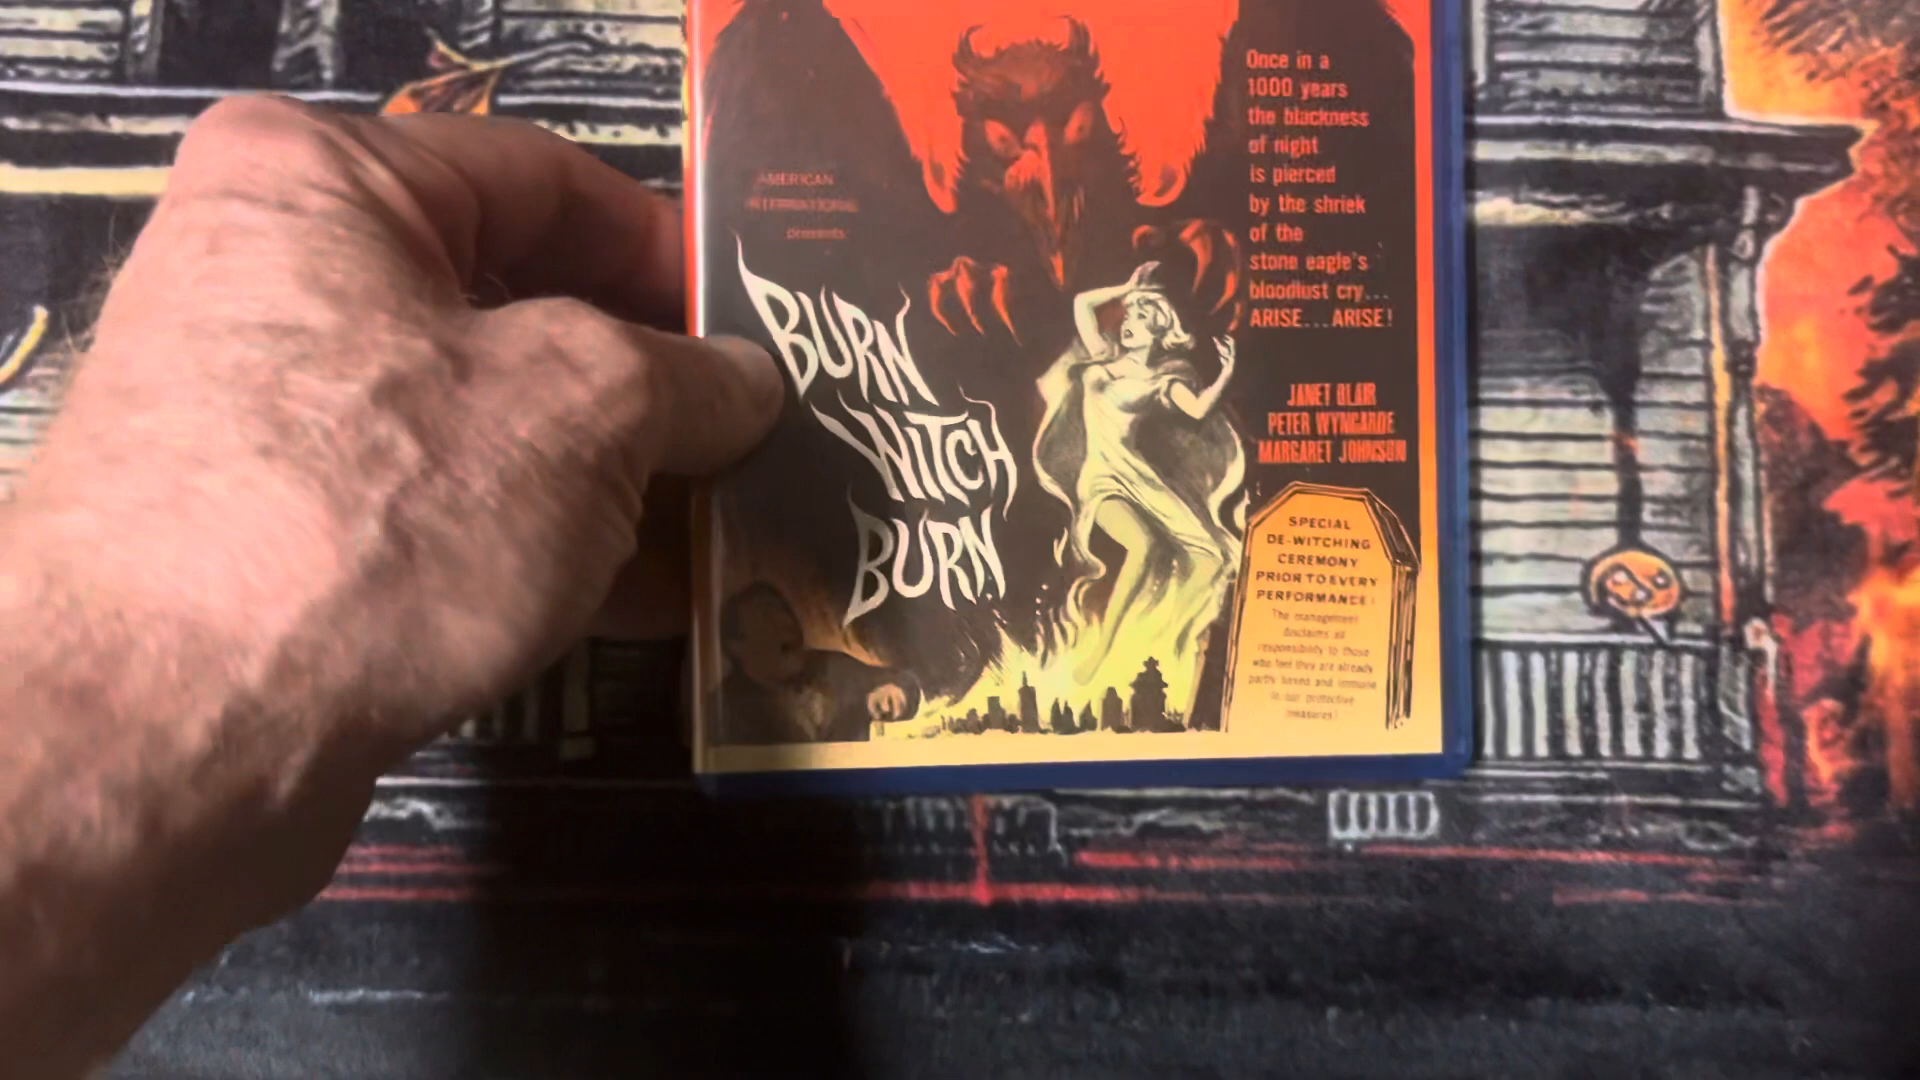 AMERICAN
INTERNATIONAL
presents
BURN
WITCH
BURN
Once in a
1000 years
the blackness
of night
is pierced
by the shriek
of the
stone eagle's
bloodlust cry...
ARISE...ARISE!
JANET BLAIR
PETER WYNGARDE
MARGARET JOHNSON
SPECIAL
DE-WITCHING
CEREMONY
PRIOR TO EVERY
PERFORMANCE!
The management
disclaims all
responsibility to those
who feel they are already
partly hexed and immune
to our protective
measures!